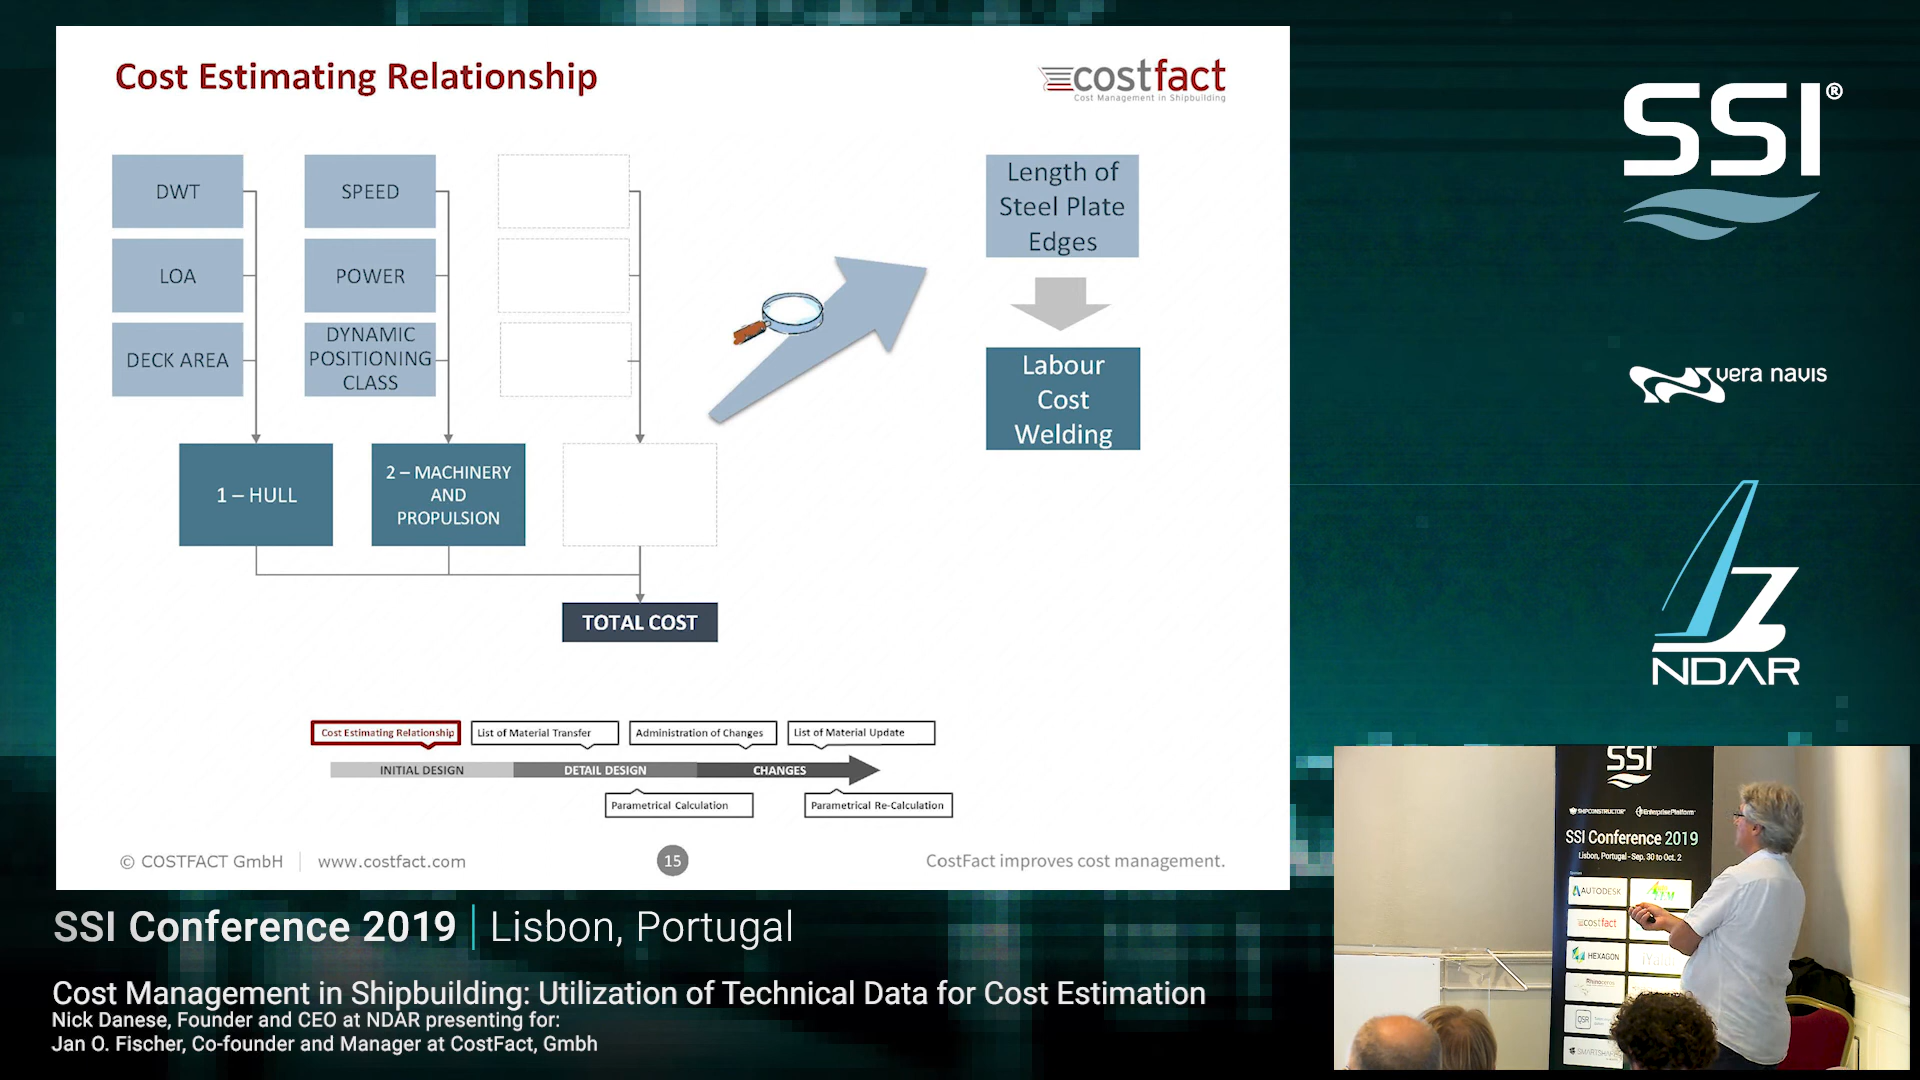 Cost Estimating Relationship
costfact
Cost Management in Shipbuilding
DWT
LOA
DECK AREA
SPEED
POWER
DYNAMIC
POSITIONING
CLASS
1 – HULL
2 – MACHINERY
AND
PROPULSION
TOTAL COST
Length of
Steel Plate
Edges
Labour
Cost
Welding
Cost Estimating Relationship
List of Material Transfer
Administration of Changes
List of Material Update
INITIAL DESIGN
DETAIL DESIGN
CHANGES
Parametrical Calculation
Parametrical Re-Calculation
© COSTFACT GmbH
www.costfact.com
15
CostFact improves cost management.
SSI®
vera navis
NDAR
SSI
SHIPCONSTRUCTOR
EnterprisePlatform
SSI Conference 2019
Lisbon, Portugal - Sep. 30 to Oct. 2
AUTODESK
costfact
HEXAGON
QSR
SSI Conference 2019 | Lisbon, Portugal
Cost Management in Shipbuilding: Utilization of Technical Data for Cost Estimation
Nick Danese, Founder and CEO at NDAR presenting for:
Jan O. Fischer, Co-founder and Manager at CostFact, Gmbh